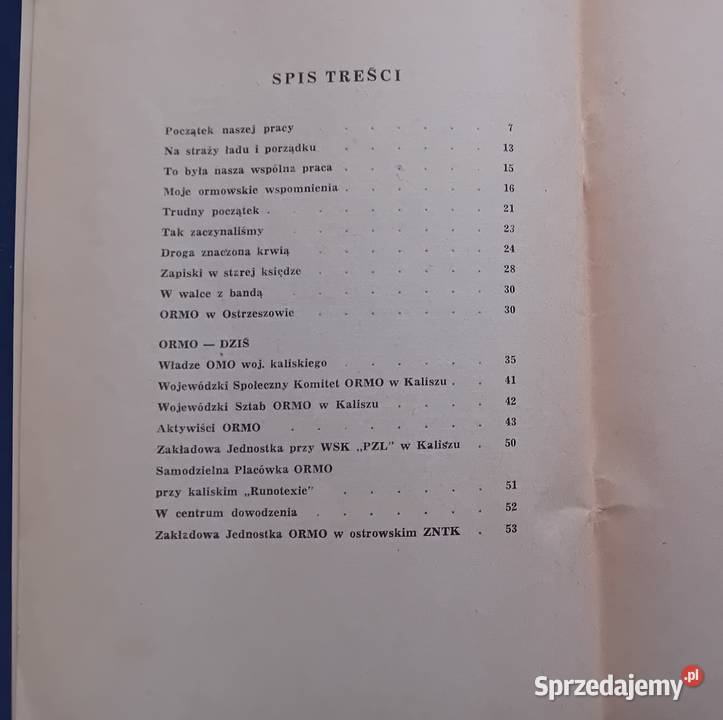 SPIS TREŚCI
Początek naszej pracy . . . . . . 7
Na straży ładu i porządku . . . . . . 13
To była nasza wspólna praca . . . . . . 15
Moje ormowskie wspomnienia . . . . . . 16
Trudny początek . . . . . . . 21
Tak zaczynaliśmy . . . . . . 23
Droga znaczona krwią . . . . . . 24
Zapiski w starej księdze . . . . . . 28
W walce z bandą . . . . . . 30
ORMO w Ostrzeszowie . . . . . . 30
ORMO — DZIŚ
Władze OMO woj. kaliskiego . . . . . . 35
Wojewódzki Społeczny Komitet ORMO w Kaliszu . . 41
Wojewódzki Sztab ORMO w Kaliszu . . . . 42
Aktywiści ORMO . . . . . . . 43
Zakładowa Jednostka przy WSK „PZL” w Kaliszu . 50
Samodzielna Placówka ORMO
przy kaliskim „Runotexie” . . . . . . 51
W centrum dowodzenia . . . . . . 52
Zakładowa Jednostka ORMO w ostrowskim ZNTK . 53
Sprzedajemy.pl